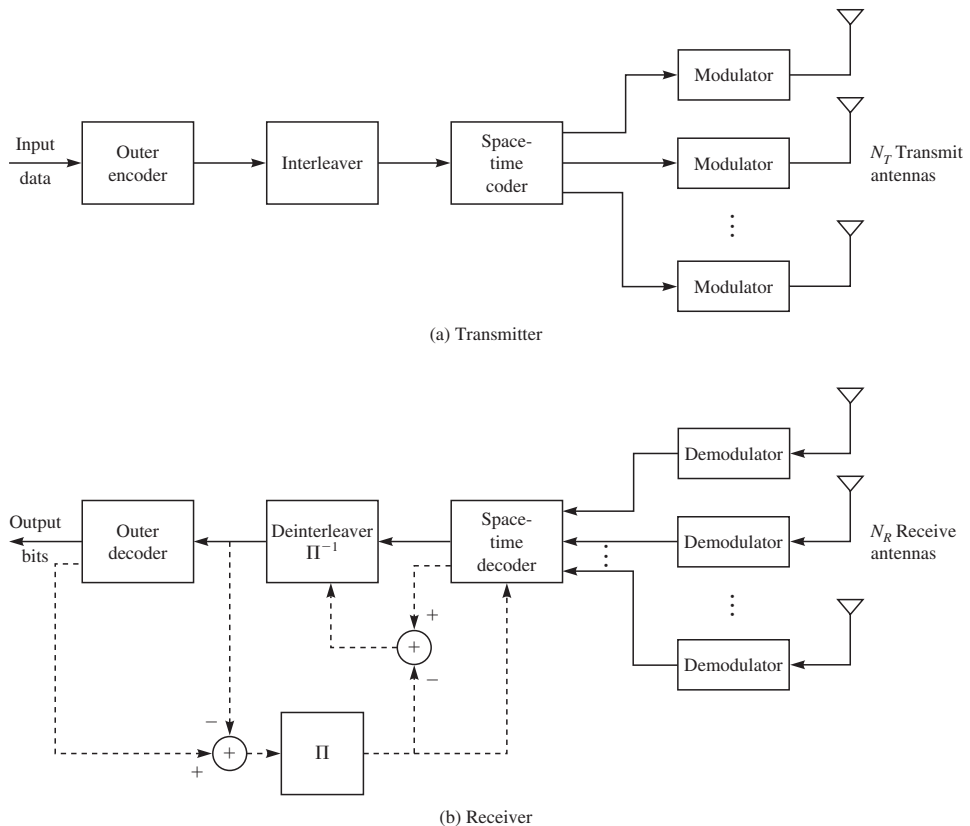 Modulator
Input
data
Outer
encoder
Interleaver
Space-
time
coder
Modulator
N_T Transmit
antennas
⋮
Modulator
(a) Transmitter
Demodulator
Output
bits
Outer
decoder
Deinterleaver
Π⁻¹
Space-
time
decoder
⋮
Demodulator
N_R Receive
antennas
⋮
+
+
−
Demodulator
−
+
+
Π
(b) Receiver